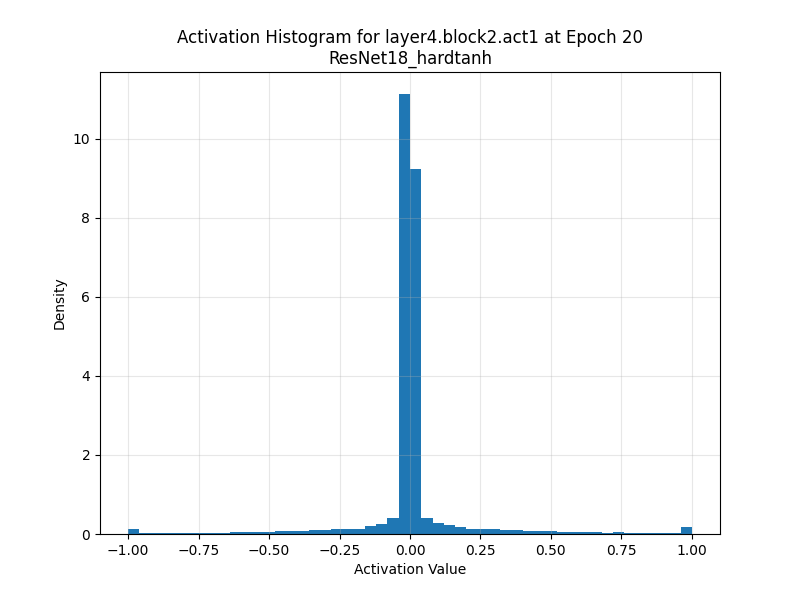 Activation Histogram for layer4.block2.act1 at Epoch 20
ResNet18_hardtanh
Density
10
8
6
4
2
0
−1.00 −0.75 −0.50 −0.25 0.00 0.25 0.50 0.75 1.00
Activation Value